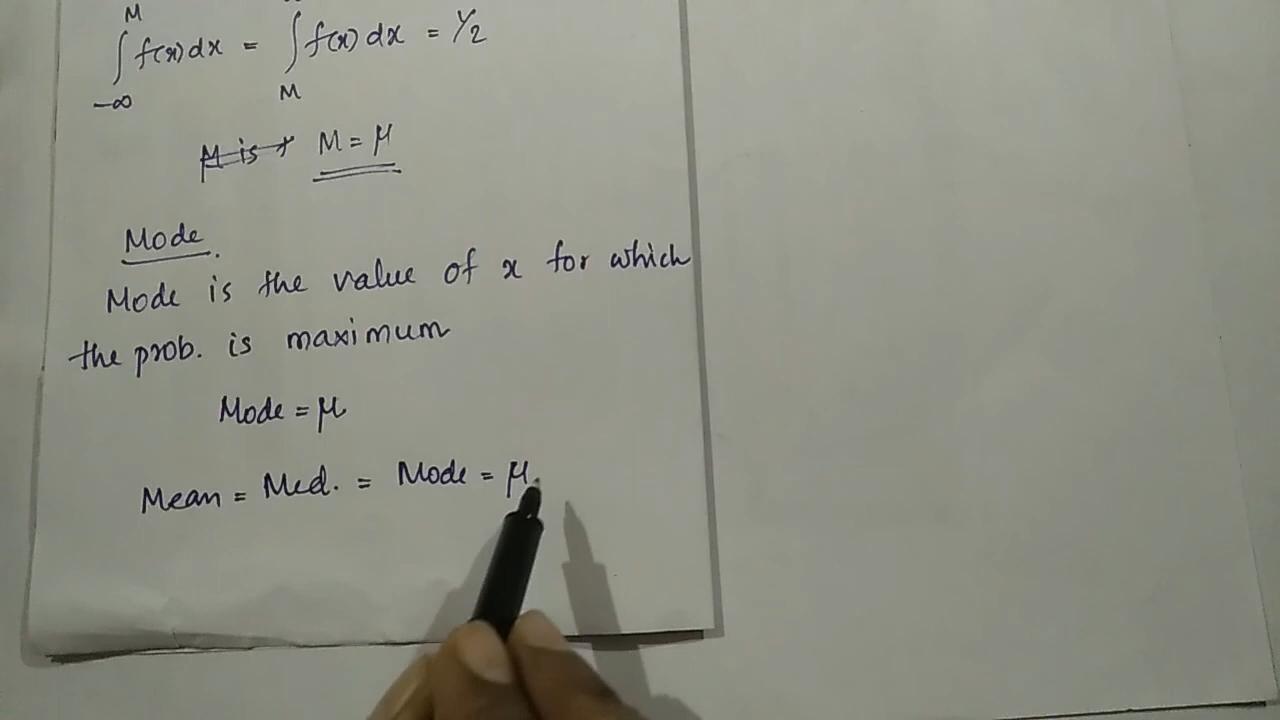 M
∫ f(x) dx = ∫ f(x) dx = 1/2
-∞ M
M = μ
Mode.
Mode is the value of x for which
the prob. is maximum
Mode = μ
Mean = Med. = Mode = μ.